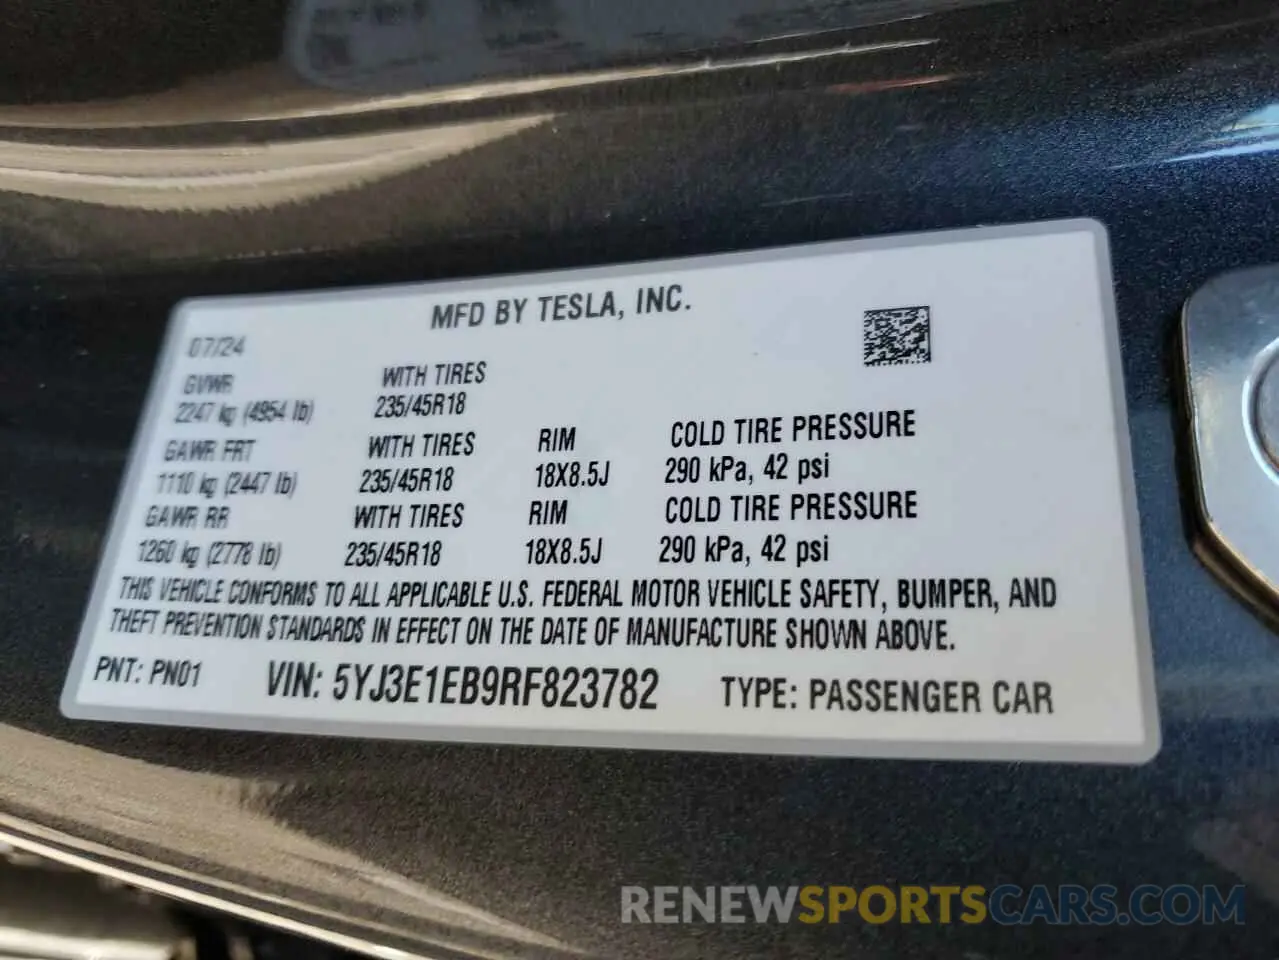 MFD BY TESLA, INC.
07/24
GVWR WITH TIRES
2247 kg (4954 lb) 235/45R18
GAWR FRT WITH TIRES RIM COLD TIRE PRESSURE
1110 kg (2447 lb) 235/45R18 18X8.5J 290 kPa, 42 psi
GAWR RR WITH TIRES RIM COLD TIRE PRESSURE
1260 kg (2778 lb) 235/45R18 18X8.5J 290 kPa, 42 psi
THIS VEHICLE CONFORMS TO ALL APPLICABLE U.S. FEDERAL MOTOR VEHICLE SAFETY, BUMPER, AND
THEFT PREVENTION STANDARDS IN EFFECT ON THE DATE OF MANUFACTURE SHOWN ABOVE.
PNT: PN01 VIN: 5YJ3E1EB9RF823782 TYPE: PASSENGER CAR
RENEWSPORTSCARS.COM